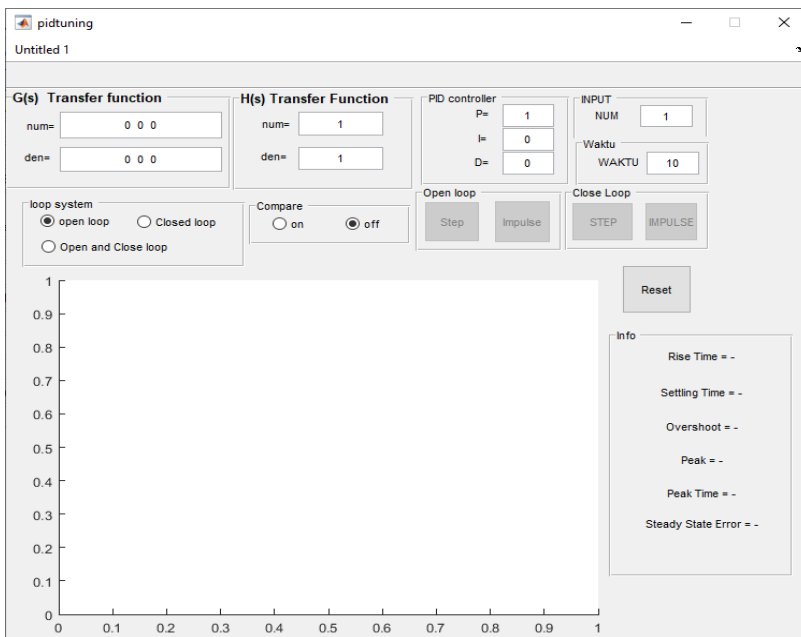 pidtuning
Untitled 1
G(s) Transfer function
num= 0 0 0
den= 0 0 0
H(s) Transfer Function
num= 1
den= 1
PID controller
P= 1
I= 0
D= 0
INPUT
NUM 1
Waktu
WAKTU 10
loop system
open loop Closed loop
Open and Close loop
Compare
on off
Open loop
Step Impulse
Close Loop
STEP IMPULSE
Reset
1
0.9
0.8
0.7
0.6
0.5
0.4
0.3
0.2
0.1
0
0 0.1 0.2 0.3 0.4 0.5 0.6 0.7 0.8 0.9 1
Info
Rise Time = -
Settling Time = -
Overshoot = -
Peak = -
Peak Time = -
Steady State Error = -